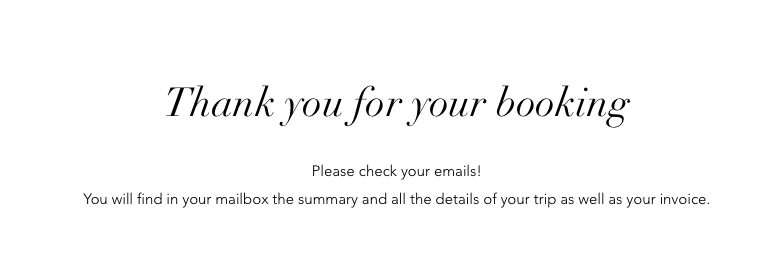 Thank you for your booking
Please check your emails!
You will find in your mailbox the summary and all the details of your trip as well as your invoice.